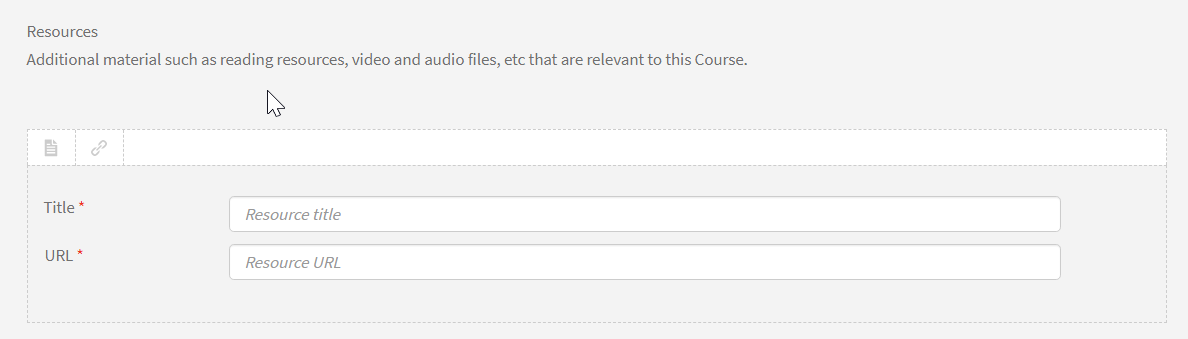 Resources
Additional material such as reading resources, video and audio files, etc that are relevant to this Course.
Title *
Resource title
URL *
Resource URL